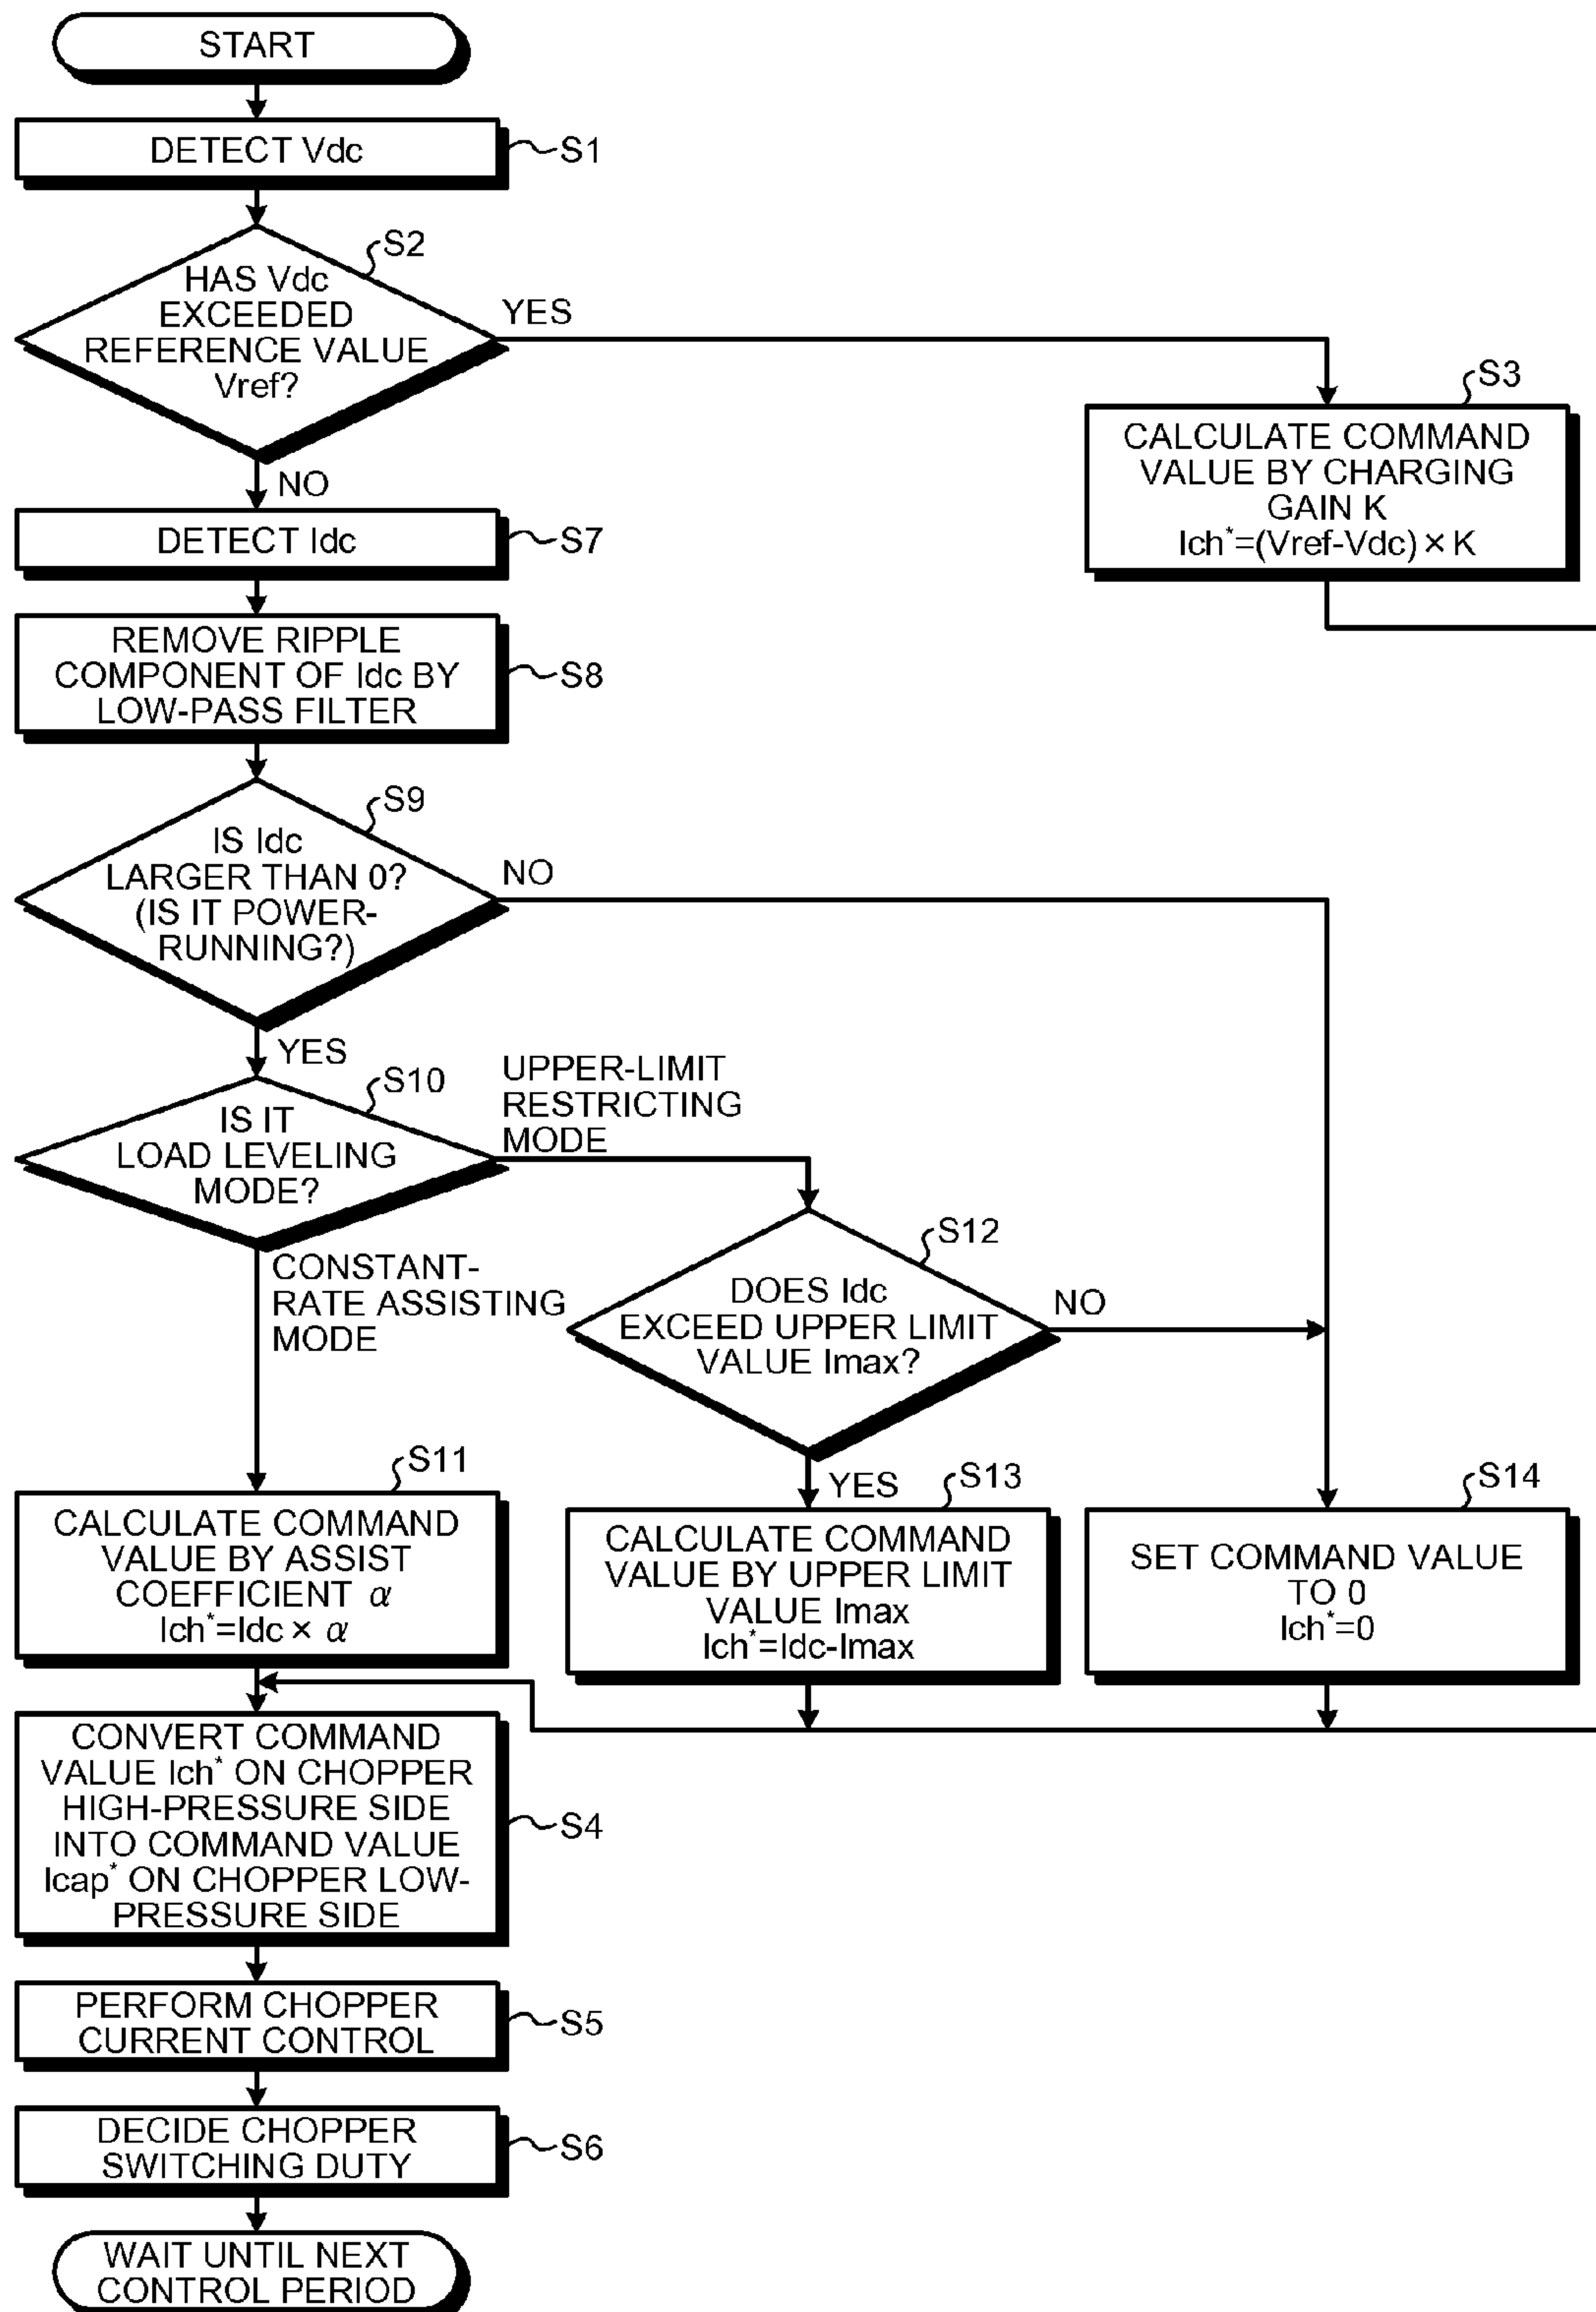 START
DETECT Vdc
S1
S2
HAS Vdc
EXCEEDED
REFERENCE VALUE
Vref?
YES
NO
S3
CALCULATE COMMAND
VALUE BY CHARGING
GAIN K
Ich*=(Vref-Vdc)×K
DETECT Idc
S7
REMOVE RIPPLE
COMPONENT OF Idc BY
LOW-PASS FILTER
S8
S9
IS Idc
LARGER THAN 0?
(IS IT POWER-
RUNNING?)
NO
YES
S10
IS IT
LOAD LEVELING
MODE?
UPPER-LIMIT
RESTRICTING
MODE
CONSTANT-
RATE ASSISTING
MODE
S12
DOES Idc
EXCEED UPPER LIMIT
VALUE Imax?
NO
YES
S11
CALCULATE COMMAND
VALUE BY ASSIST
COEFFICIENT α
Ich*=Idc× α
S13
CALCULATE COMMAND
VALUE BY UPPER LIMIT
VALUE Imax
Ich*=Idc-Imax
S14
SET COMMAND VALUE
TO 0
Ich*=0
CONVERT COMMAND
VALUE Ich* ON CHOPPER
HIGH-PRESSURE SIDE
INTO COMMAND VALUE
Icap* ON CHOPPER LOW-
PRESSURE SIDE
S4
PERFORM CHOPPER
CURRENT CONTROL
S5
DECIDE CHOPPER
SWITCHING DUTY
S6
WAIT UNTIL NEXT
CONTROL PERIOD